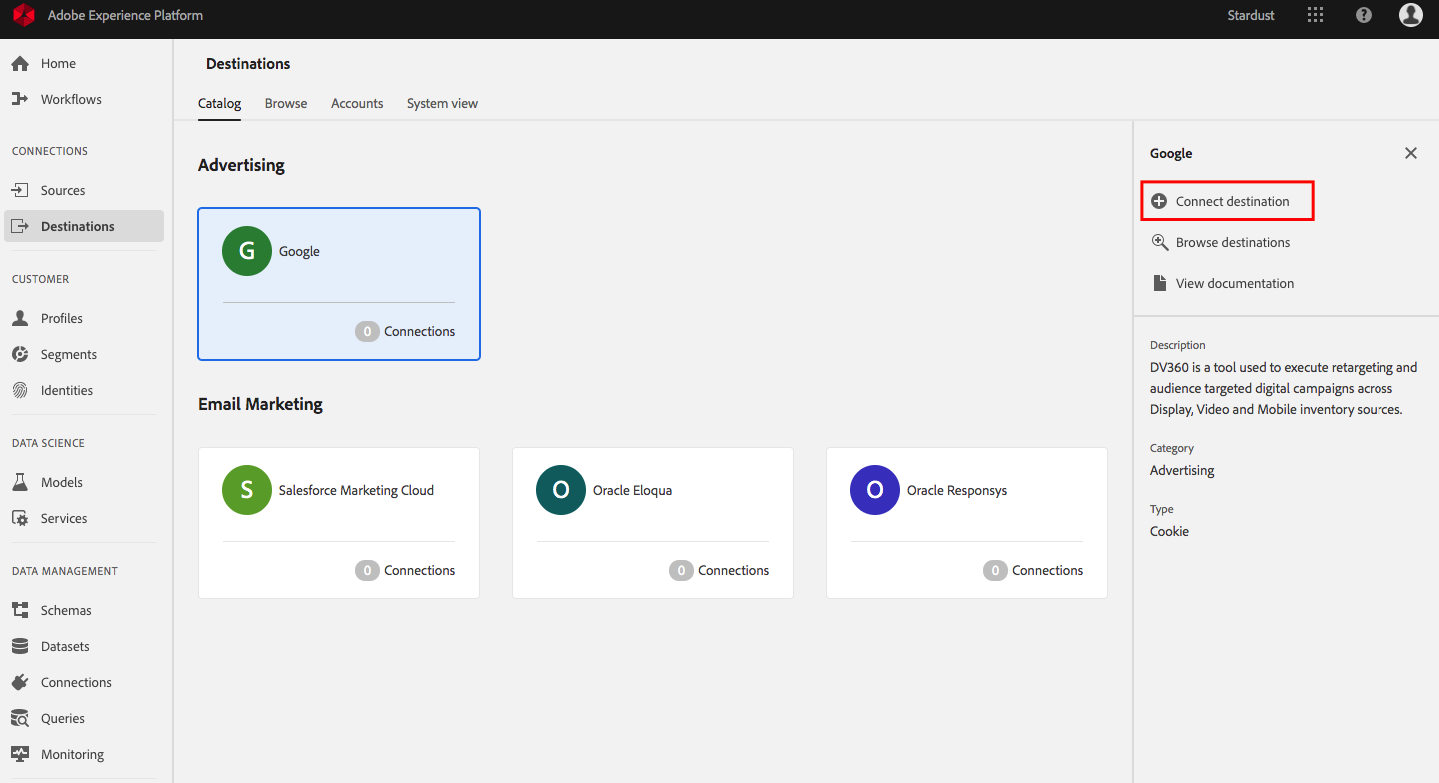 Adobe Experience Platform
Stardust
Home
Workflows
CONNECTIONS
Sources
Destinations
CUSTOMER
Profiles
Segments
Identities
DATA SCIENCE
Models
Services
DATA MANAGEMENT
Schemas
Datasets
Connections
Queries
Monitoring
Destinations
Catalog Browse Accounts System view
Advertising
G Google
0 Connections
Email Marketing
S Salesforce Marketing Cloud
0 Connections
O Oracle Eloqua
0 Connections
O Oracle Responsys
0 Connections
Google
Connect destination
Browse destinations
View documentation
Description
DV360 is a tool used to execute retargeting and
audience targeted digital campaigns across
Display, Video and Mobile inventory sources.
Category
Advertising
Type
Cookie